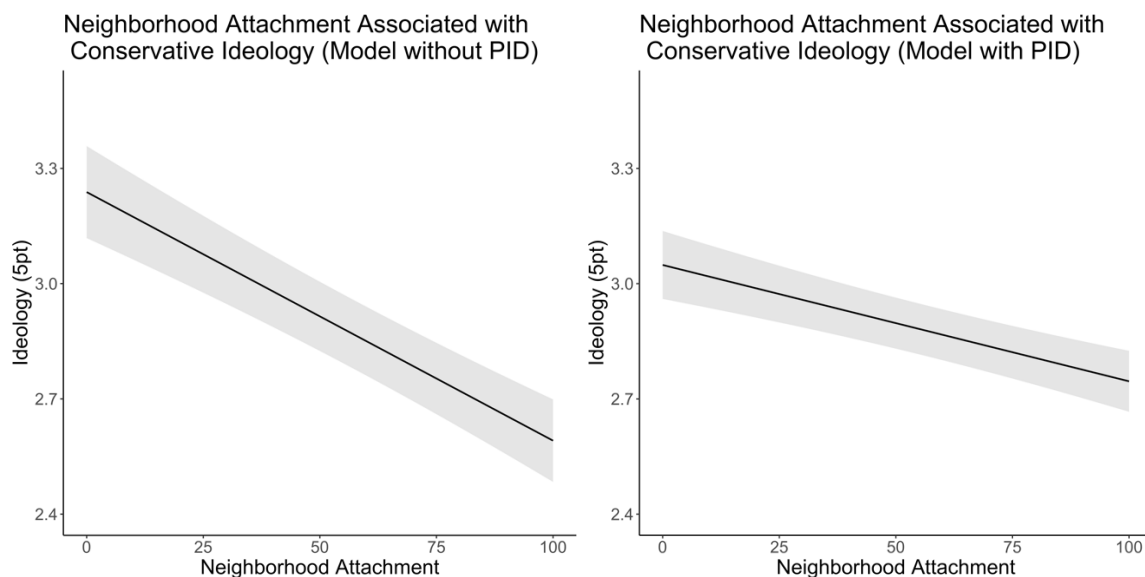 Neighborhood Attachment Associated with
Conservative Ideology (Model without PID)
3.3
3.0
2.7
2.4
Ideology (5pt)
0 25 50 75 100
Neighborhood Attachment
Neighborhood Attachment Associated with
Conservative Ideology (Model with PID)
3.3
3.0
2.7
2.4
Ideology (5pt)
0 25 50 75 100
Neighborhood Attachment